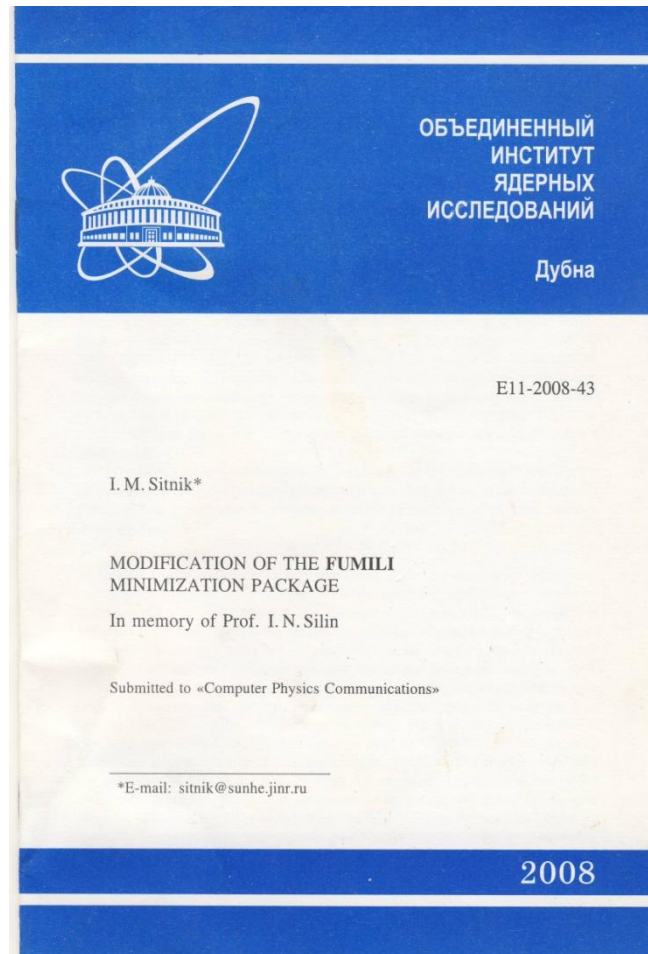 ОБЪЕДИНЕННЫЙ
ИНСТИТУТ
ЯДЕРНЫХ
ИССЛЕДОВАНИЙ
Дубна
E11-2008-43
I. M. Sitnik*
MODIFICATION OF THE FUMILI
MINIMIZATION PACKAGE
In memory of Prof. I. N. Silin
Submitted to «Computer Physics Communications»
*E-mail: sitnik@sunhe.jinr.ru
2008